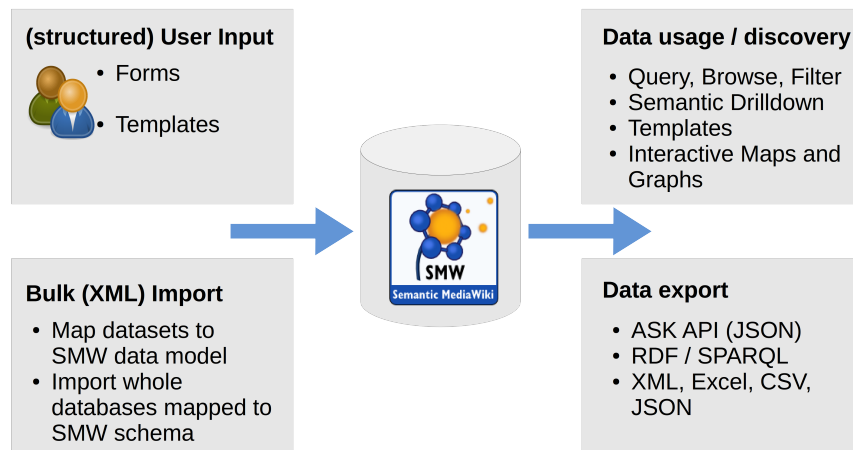 (structured) User Input
• Forms
• Templates
Bulk (XML) Import
• Map datasets to
SMW data model
• Import whole
databases mapped to
SMW schema
SMW
Semantic MediaWiki
Data usage / discovery
• Query, Browse, Filter
• Semantic Drilldown
• Templates
• Interactive Maps and
Graphs
Data export
• ASK API (JSON)
• RDF / SPARQL
• XML, Excel, CSV,
JSON